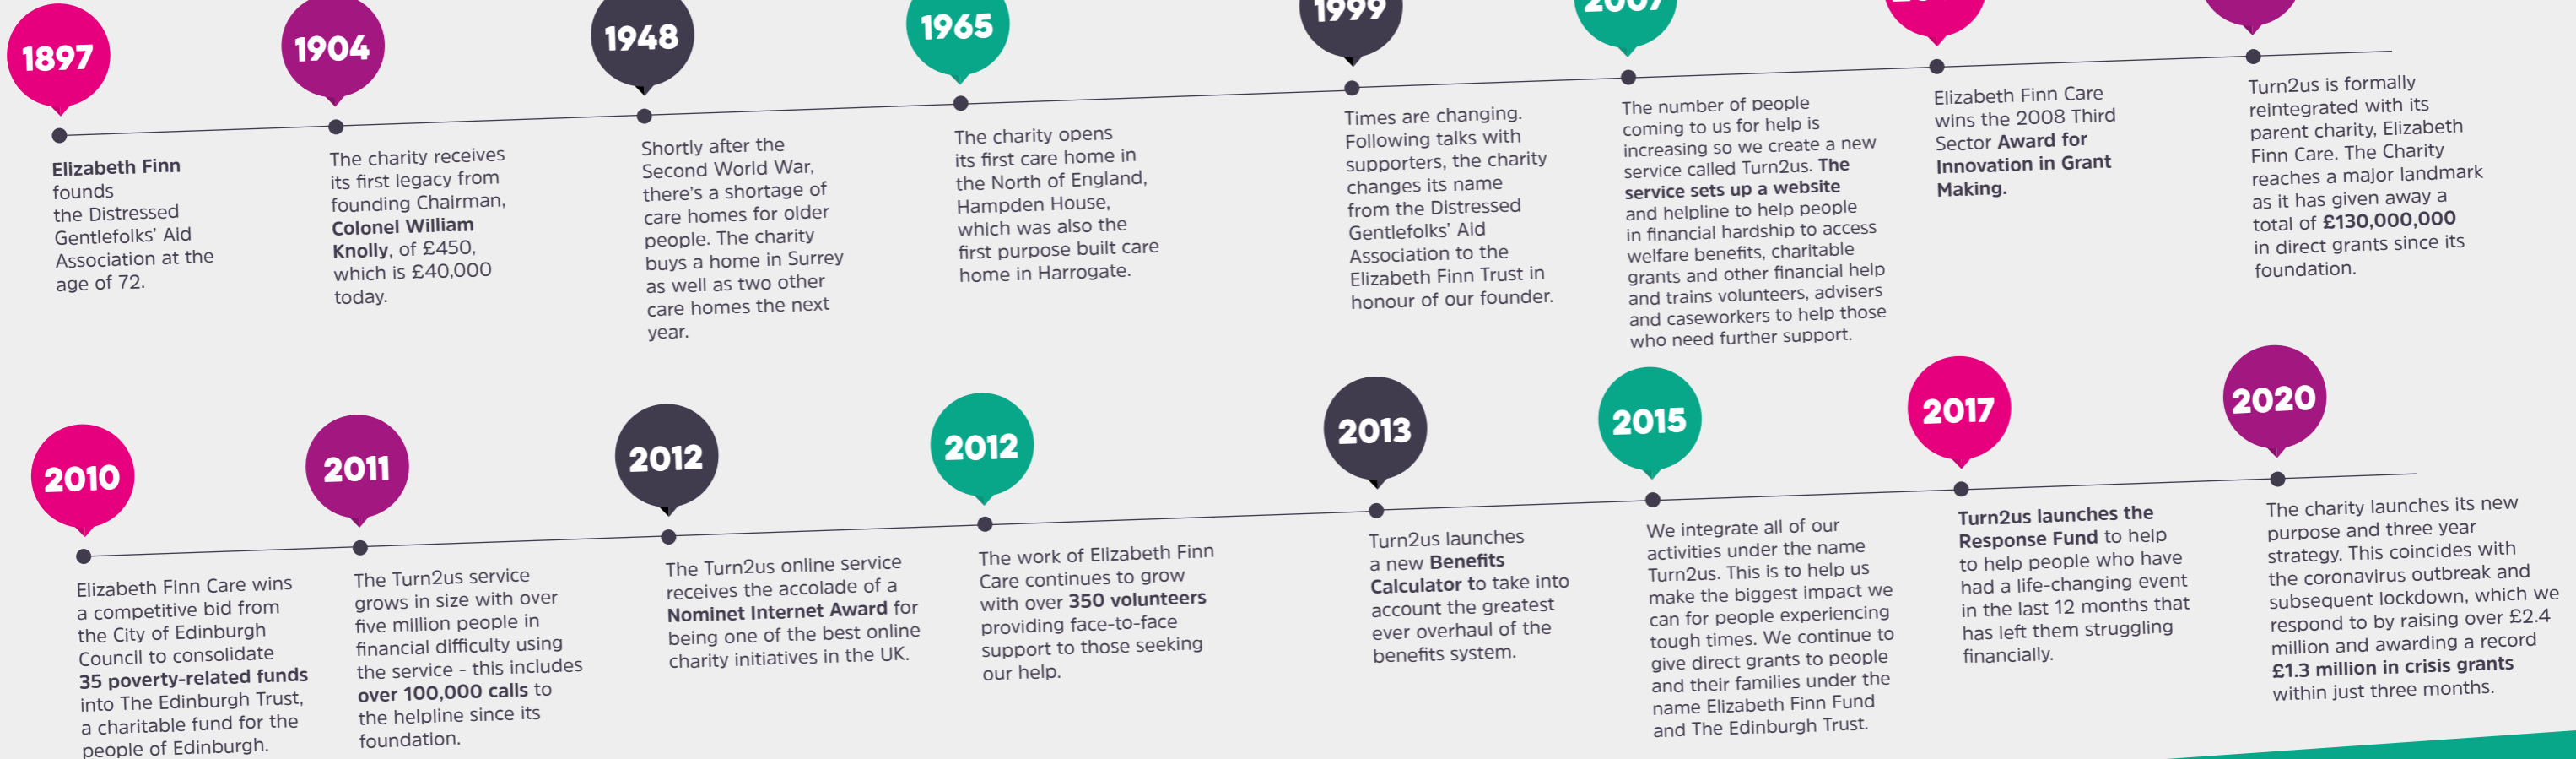 1897
Elizabeth Finn
founds
the Distressed
Gentlefolks' Aid
Association at the
age of 72.
1904
The charity receives
its first legacy from
founding Chairman,
Colonel William
Knolly, of £450,
which is £40,000
today.
1948
Shortly after the
Second World War,
there's a shortage of
care homes for older
people. The charity
buys a home in Surrey
as well as two other
care homes the next
year.
1965
The charity opens
its first care home in
the North of England,
Hampden House,
which was also the
first purpose built care
home in Harrogate.
1999
Times are changing.
Following talks with
supporters, the charity
changes its name
from the Distressed
Gentlefolks' Aid
Association to the
Elizabeth Finn Trust in
honour of our founder.
2007
The number of people
coming to us for help is
increasing so we create a new
service called Turn2us. The
service sets up a website
and helpline to help people
in financial hardship to access
welfare benefits, charitable
grants and other financial help
and trains volunteers, advisers
and caseworkers to help those
who need further support.
Elizabeth Finn Care
wins the 2008 Third
Sector Award for
Innovation in Grant
Making.
Turn2us is formally
reintegrated with its
parent charity, Elizabeth
Finn Care. The Charity
reaches a major landmark
as it has given away a
total of £130,000,000
in direct grants since its
foundation.
2010
Elizabeth Finn Care wins
a competitive bid from
the City of Edinburgh
Council to consolidate
35 poverty-related funds
into The Edinburgh Trust,
a charitable fund for the
people of Edinburgh.
2011
The Turn2us service
grows in size with over
five million people in
financial difficulty using
the service - this includes
over 100,000 calls to
the helpline since its
foundation.
2012
The Turn2us online service
receives the accolade of a
Nominet Internet Award for
being one of the best online
charity initiatives in the UK.
2012
The work of Elizabeth Finn
Care continues to grow
with over 350 volunteers
providing face-to-face
support to those seeking
our help.
2013
Turn2us launches
a new Benefits
Calculator to take into
account the greatest
ever overhaul of the
benefits system.
2015
We integrate all of our
activities under the name
Turn2us. This is to help us
make the biggest impact we
can for people experiencing
tough times. We continue to
give direct grants to people
and their families under the
name Elizabeth Finn Fund
and The Edinburgh Trust.
2017
Turn2us launches the
Response Fund to help
to help people who have
had a life-changing event
in the last 12 months that
has left them struggling
financially.
2020
The charity launches its new
purpose and three year
strategy. This coincides with
the coronavirus outbreak and
subsequent lockdown, which we
respond to by raising over £2.4
million and awarding a record
£1.3 million in crisis grants
within just three months.